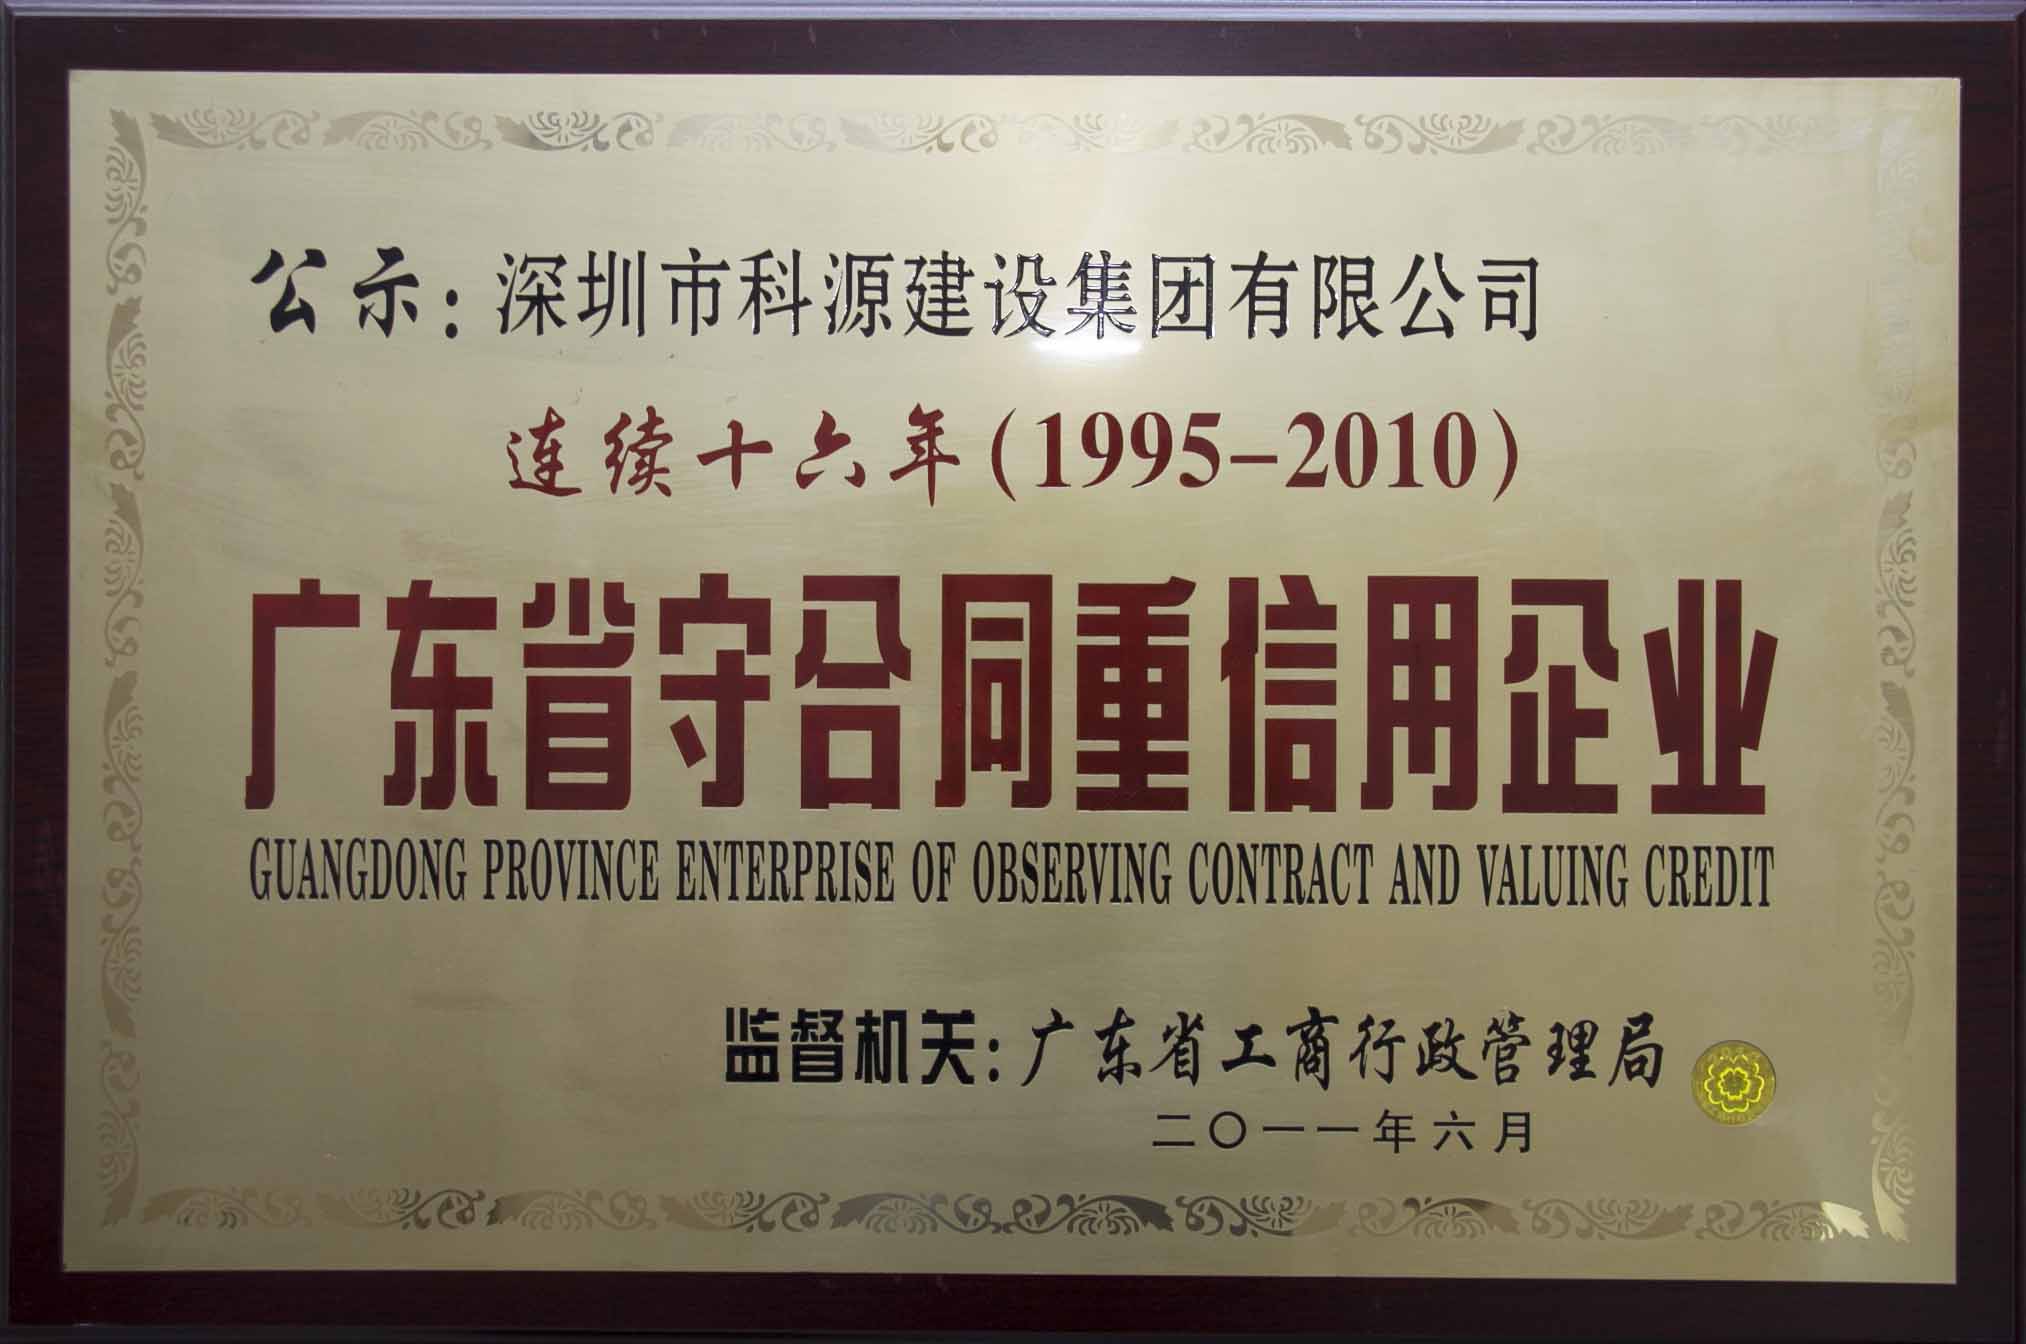 公示：深圳市科源建设集团有限公司
连续十六年（1995-2010）
广东省守合同重信用企业
GUANGDONG PROVINCE ENTERPRISE OF OBSERVING CONTRACT AND VALUING CREDIT
监督机关：广东省工商行政管理局
二〇一一年六月